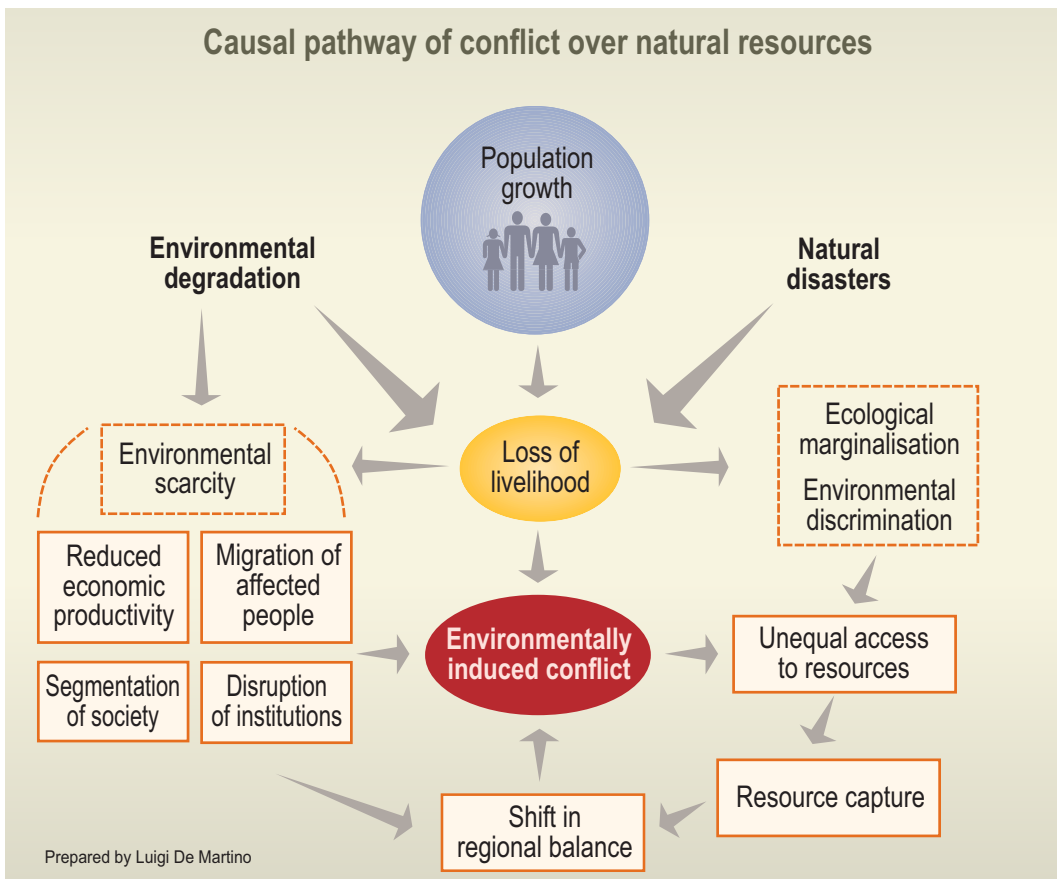 Causal pathway of conflict over natural resources
Population
growth
Environmental
degradation
Natural
disasters
Environmental
scarcity
Loss of
livelihood
Ecological
marginalisation
Environmental
discrimination
Reduced
economic
productivity
Migration of
affected
people
Segmentation
of society
Disruption
of institutions
Environmentally
induced conflict
Unequal access
to resources
Resource capture
Shift in
regional balance
Prepared by Luigi De Martino